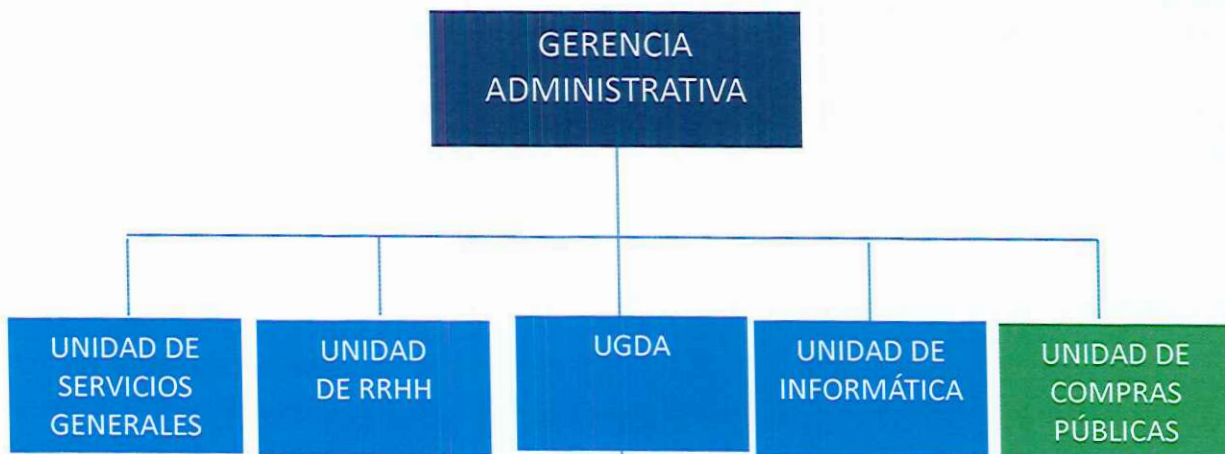 GERENCIA
ADMINISTRATIVA
UNIDAD DE
SERVICIOS
GENERALES
UNIDAD
DE RRHH
UGDA
UNIDAD DE
INFORMÁTICA
UNIDAD DE
COMPRAS
PÚBLICAS